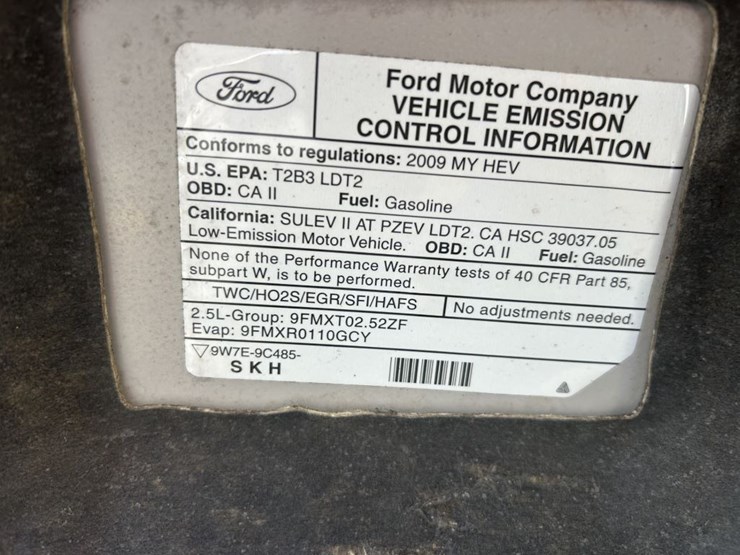 Ford
Ford Motor Company
VEHICLE EMISSION
CONTROL INFORMATION
Conforms to regulations: 2009 MY HEV
U.S. EPA: T2B3 LDT2
OBD: CA II Fuel: Gasoline
California: SULEV II AT PZEV LDT2. CA HSC 39037.05
Low-Emission Motor Vehicle. OBD: CA II Fuel: Gasoline
None of the Performance Warranty tests of 40 CFR Part 85,
subpart W, is to be performed.
TWC/HO2S/EGR/SFI/HAFS No adjustments needed.
2.5L-Group: 9FMXT02.52ZF
Evap: 9FMXR0110GCY
9W7E-9C485-
SKH